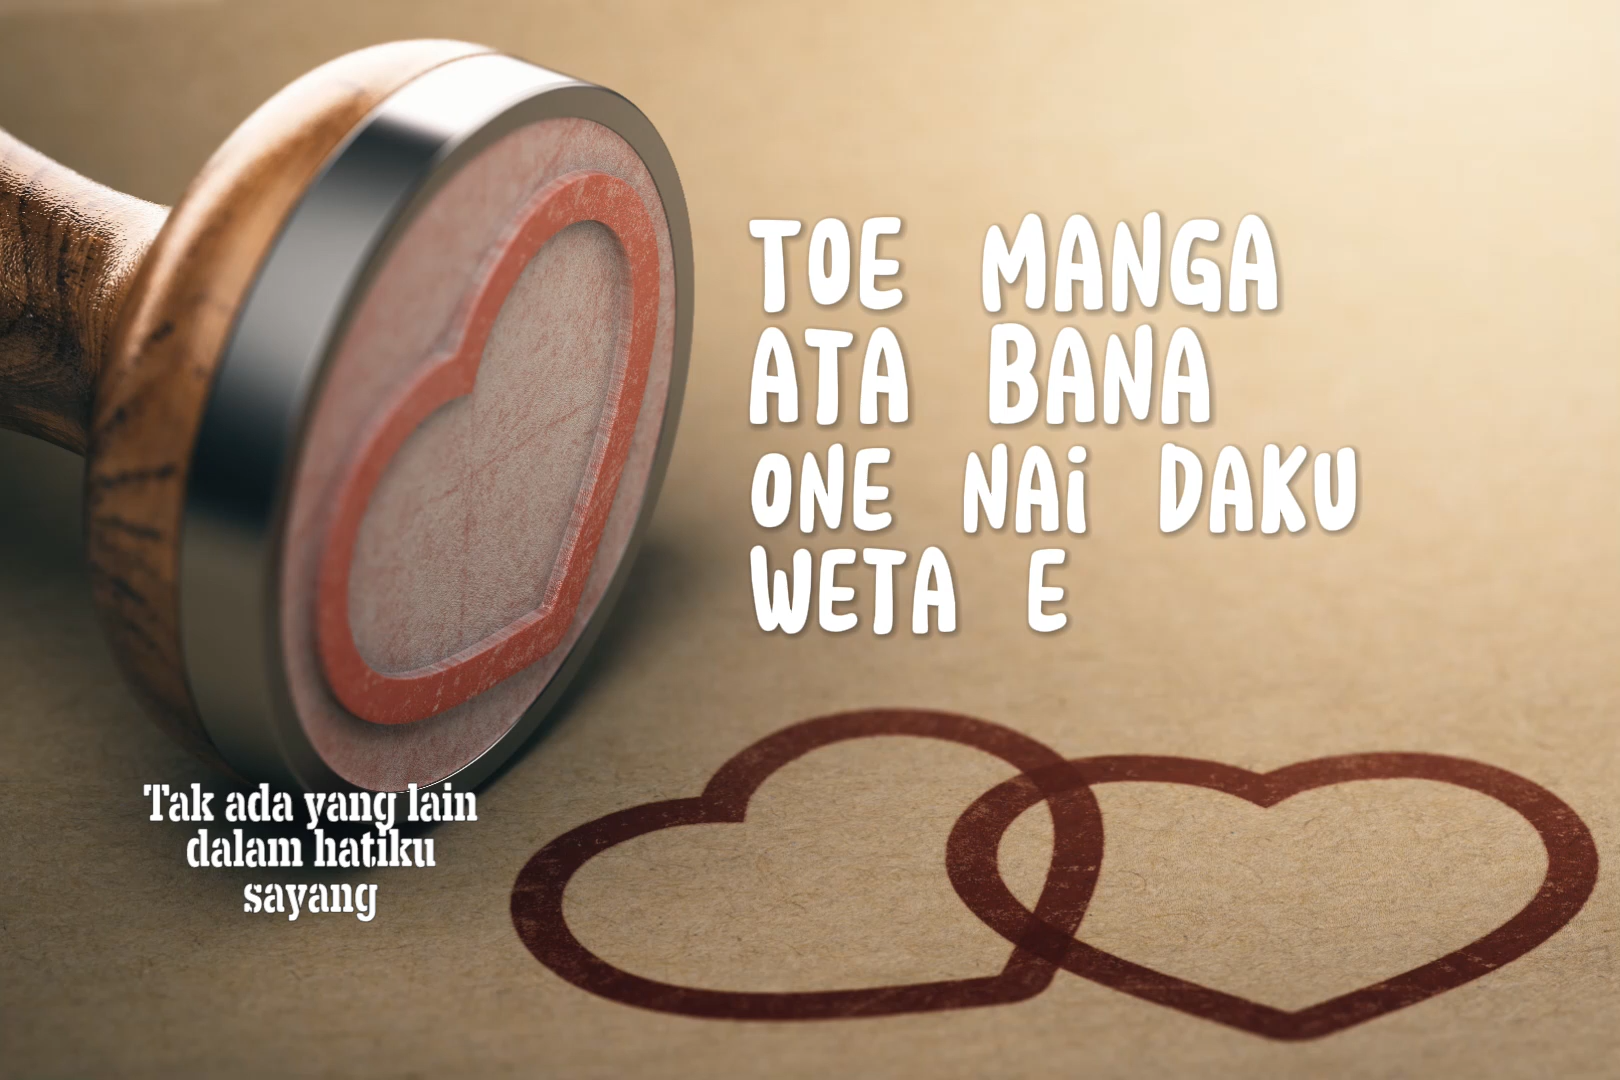 TOE MANGA
ATA BANA
ONE NAi DAKU
WETA E
Tak ada yang lain
dalam hatiku
sayang